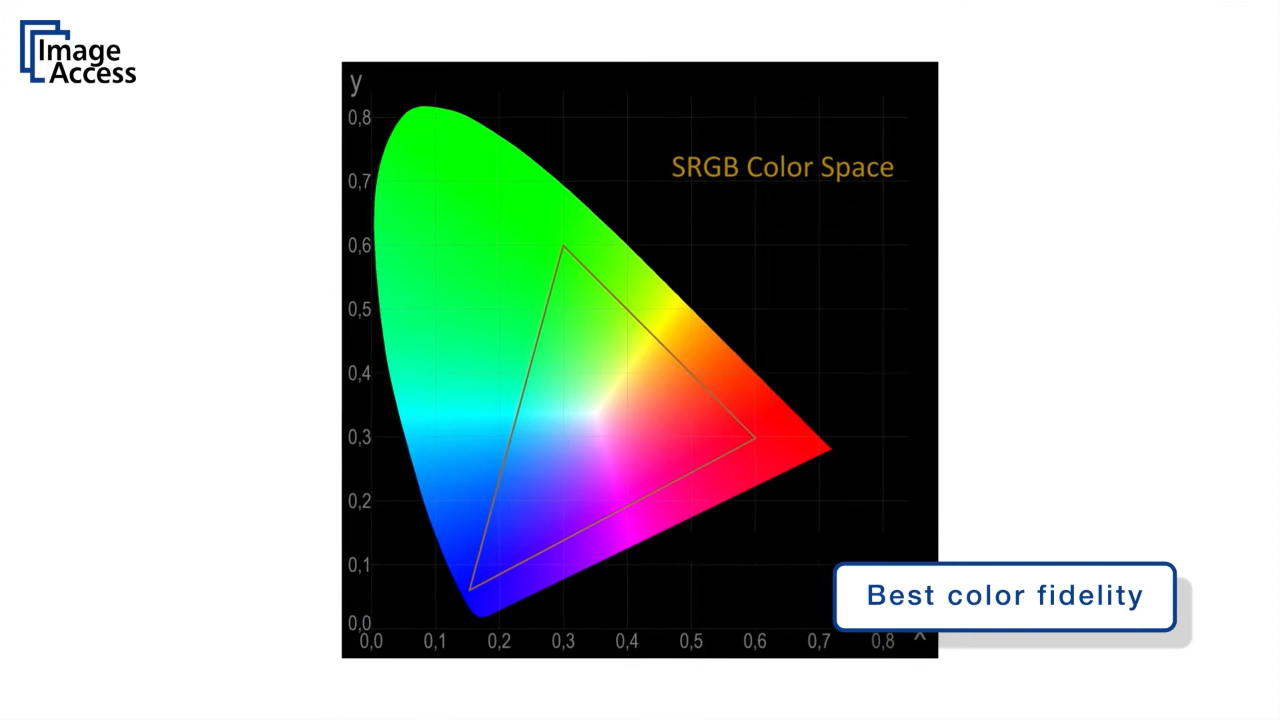 Image
Access
y
SRGB Color Space
0,8
0,7
0,6
0,5
0,4
0,3
0,2
0,1
0,0
0,0 0,1 0,2 0,3 0,4 0,5 0,6 0,7 0,8 x
Best color fidelity